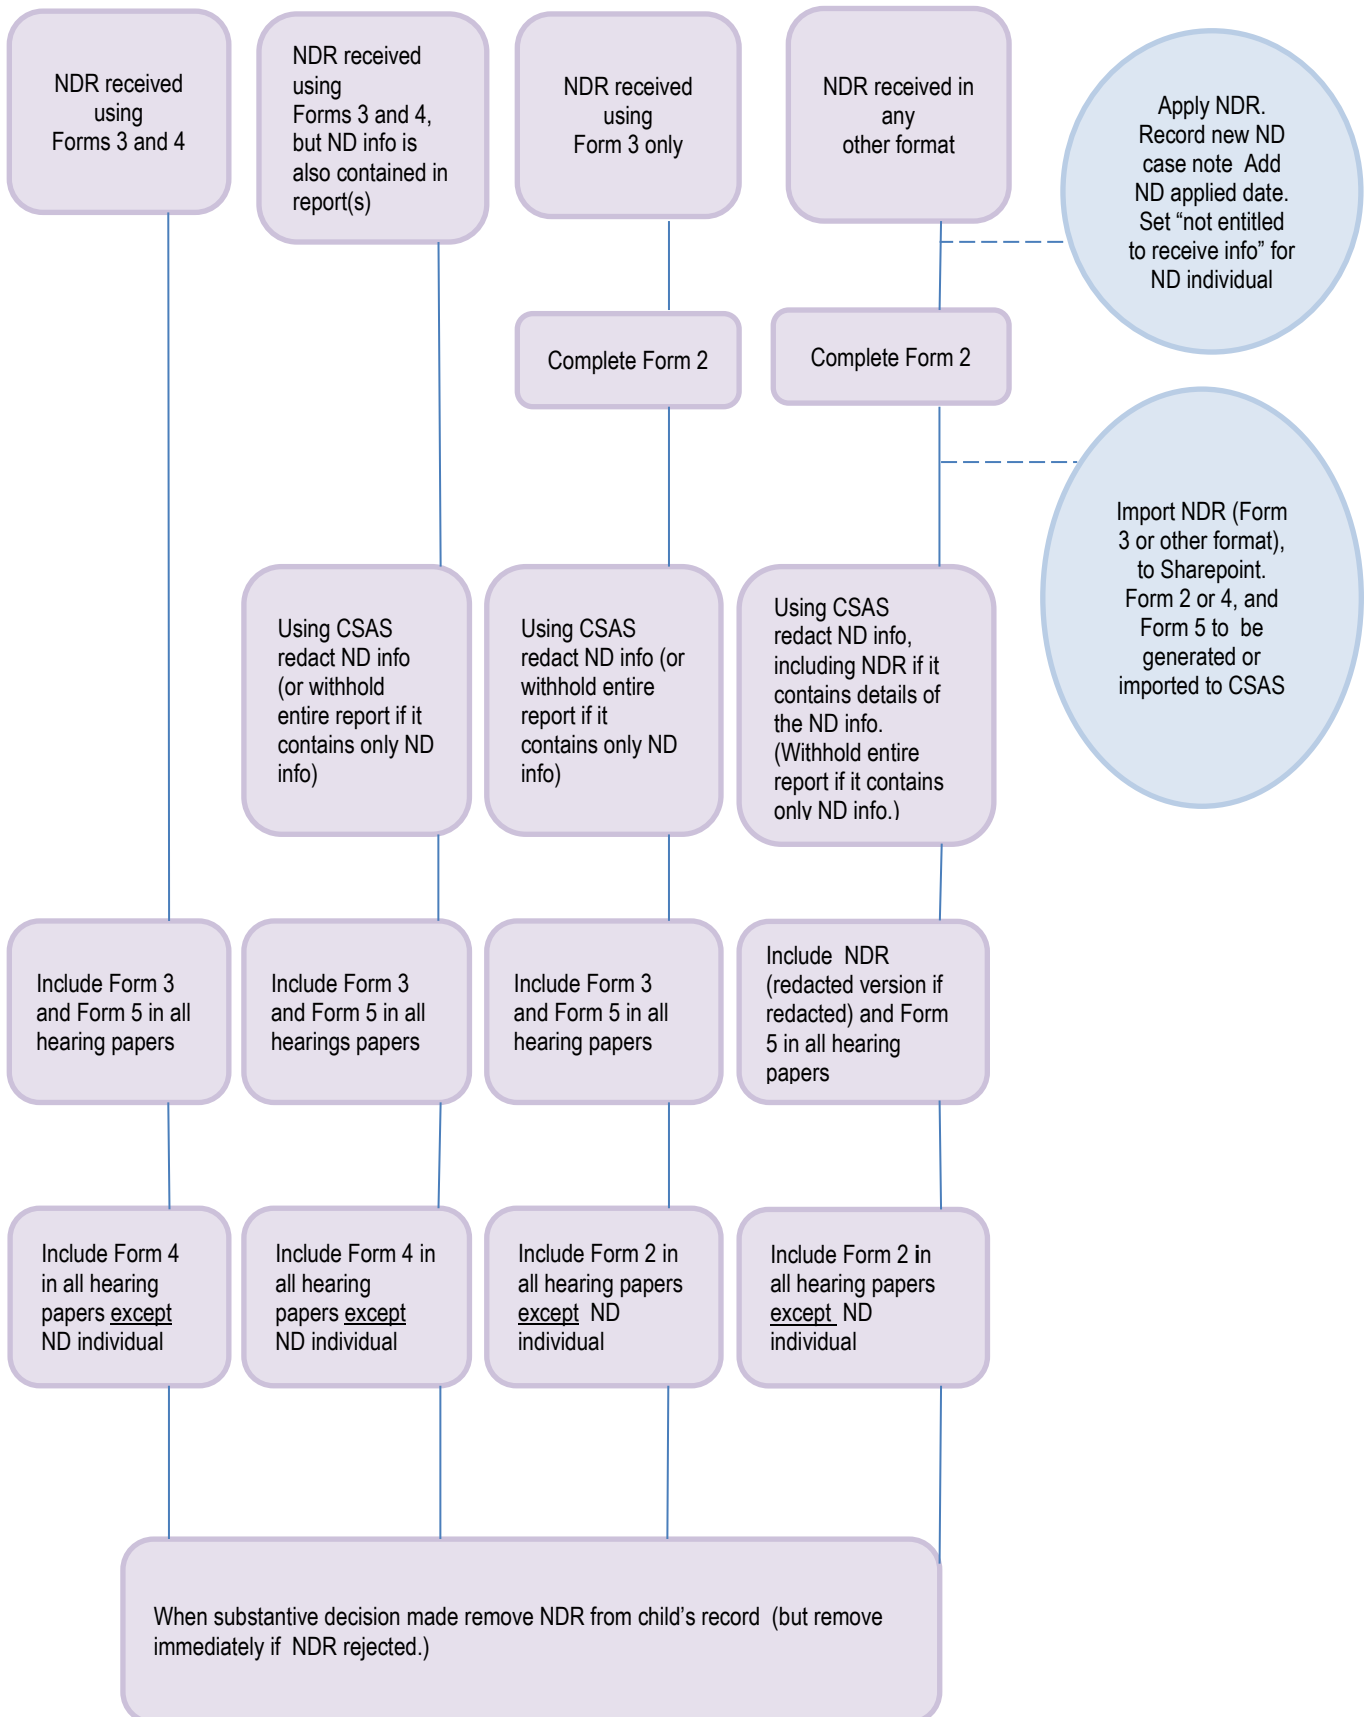 NDR received
using
Forms 3 and 4
NDR received
using
Forms 3 and 4,
but ND info is
also contained in
report(s)
NDR received
using
Form 3 only
NDR received in
any
other format
Apply NDR.
Record new ND
case note  Add
ND applied date.
Set “not entitled
to receive info” for
ND individual
Complete Form 2
Complete Form 2
Import NDR (Form
3 or other format),
to Sharepoint.
Form 2 or 4, and
Form 5 to  be
generated or
imported to CSAS
Using CSAS
redact ND info
(or withhold
entire report if it
contains only ND
info)
Using CSAS
redact ND info (or
withhold entire
report if it
contains only ND
info)
Using CSAS
redact ND info,
including NDR if it
contains details of
the ND info.
(Withhold entire
report if it contains
only ND info.)
Include Form 3
and Form 5 in all
hearing papers
Include Form 3
and Form 5 in all
hearings papers
Include Form 3
and Form 5 in all
hearing papers
Include  NDR
(redacted version if
redacted) and Form
5 in all hearing
papers
Include Form 4
in all hearing
papers except
ND individual
Include Form 4 in
all hearing
papers except
ND individual
Include Form 2 in
all hearing papers
except  ND
individual
Include Form 2 in
all hearing papers
except  ND
individual
When substantive decision made remove NDR from child’s record  (but remove
immediately if  NDR rejected.)